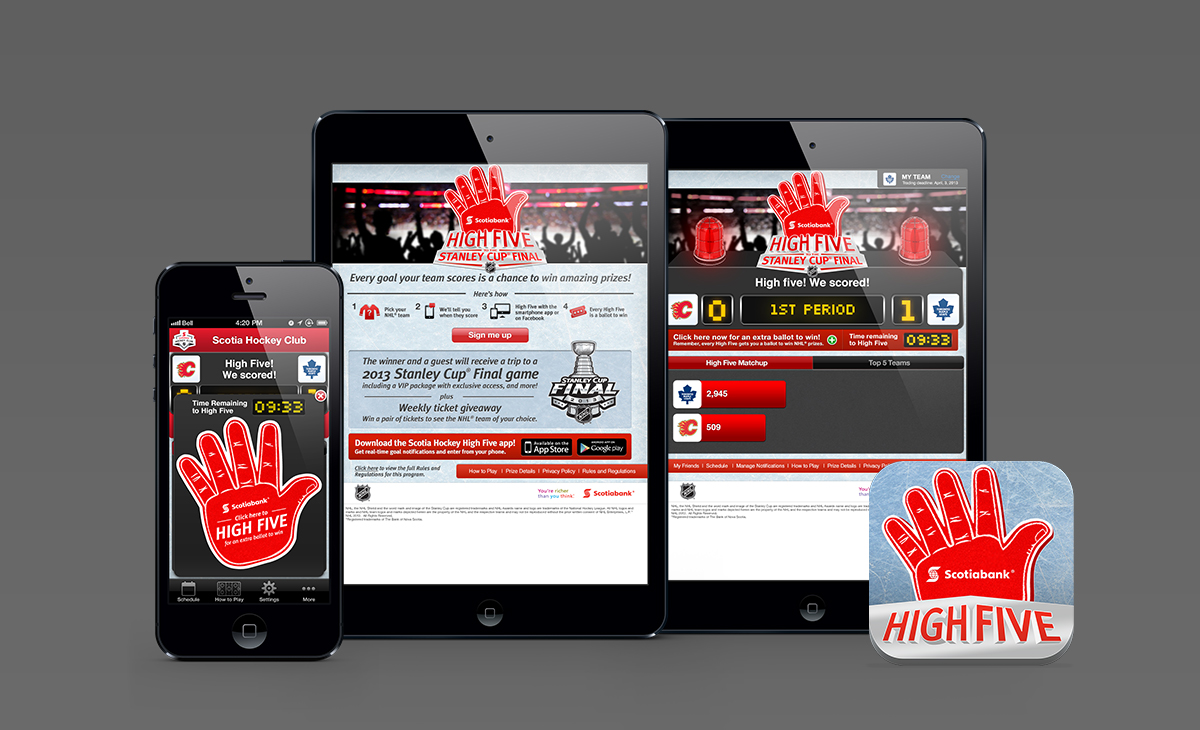 Bell
4:20 PM
Scotia Hockey Club
High Five!
We scored!
Time Remaining
to High Five
09:33
Scotiabank
Click here to
HIGH FIVE
for an extra ballot to win
Schedule
How to Play
Settings
More
Scotiabank®
HIGH FIVE
STANLEY CUP® FINAL
Every goal your team scores is a chance to win amazing prizes!
Here's how
1
Pick your
NHL® team
2
We'll tell you
when they score
3
High Five with the
smartphone app or
on Facebook
4
Every High Five
is a ballot to win
Sign me up
The winner and a guest will receive a trip to a
2013 Stanley Cup® Final game
including a VIP package with exclusive access, and more!
plus
Weekly ticket giveaway
Win a pair of tickets to see the NHL® team of your choice.
STANLEY CUP
FINAL
2013
Download the Scotia Hockey High Five app!
Get real-time goal notifications and enter from your phone.
Available on the
App Store
ANDROID APP ON
Google play
Click here to view the full Rules and
Regulations for this program.
How to Play | Prize Details | Privacy Policy | Rules and Regulations
NHL
You're richer
than you think.
Scotiabank®
MY TEAM
Change
Trading deadline: April, 3, 2013
Scotiabank®
HIGH FIVE
STANLEY CUP® FINAL
High five! We scored!
0
1ST PERIOD
1
Click here now for an extra ballot to win!
Remember, every High Five gets you a ballot to win NHL® prizes.
Time remaining
to High Five
09:33
High Five Matchup
Top 5 Teams
2,945
509
My Friends | Schedule | Manage Notifications | How to Play | Prize Details | Privacy
NHL
Scotiabank®
HIGH FIVE